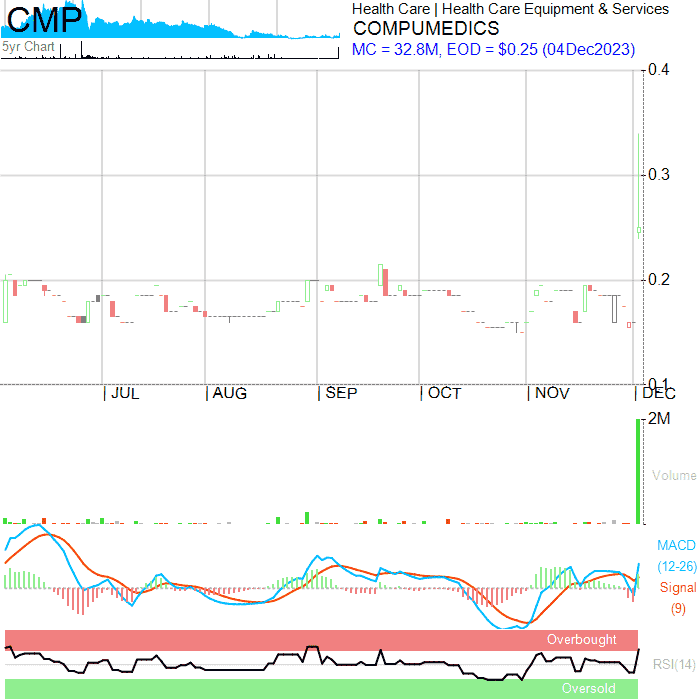 CMP
5yr Chart
Health Care | Health Care Equipment & Services
COMPUMEDICS
MC = 32.8M, EOD = $0.25 (04Dec2023)
0.4
0.3
0.2
0.1
JUL
AUG
SEP
OCT
NOV
DEC
2M
Volume
MACD
(12-26)
Signal
(9)
Overbought
RSI(14)
Oversold